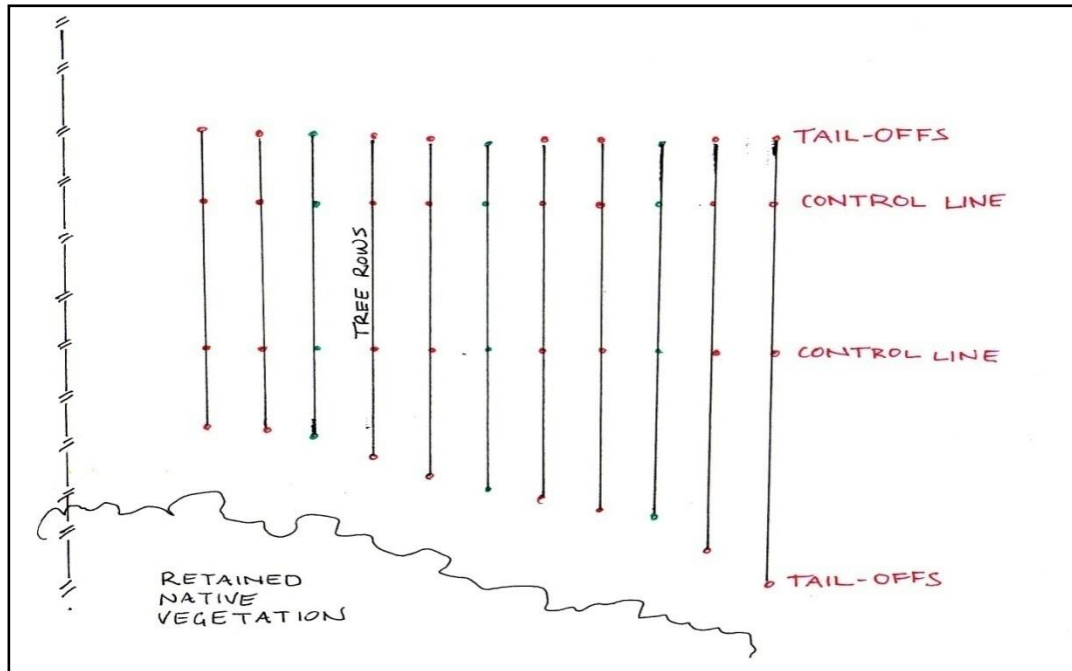 TAIL-OFFS
CONTROL LINE
TREE ROWS
CONTROL LINE
TAIL-OFFS
RETAINED
NATIVE
VEGETATION